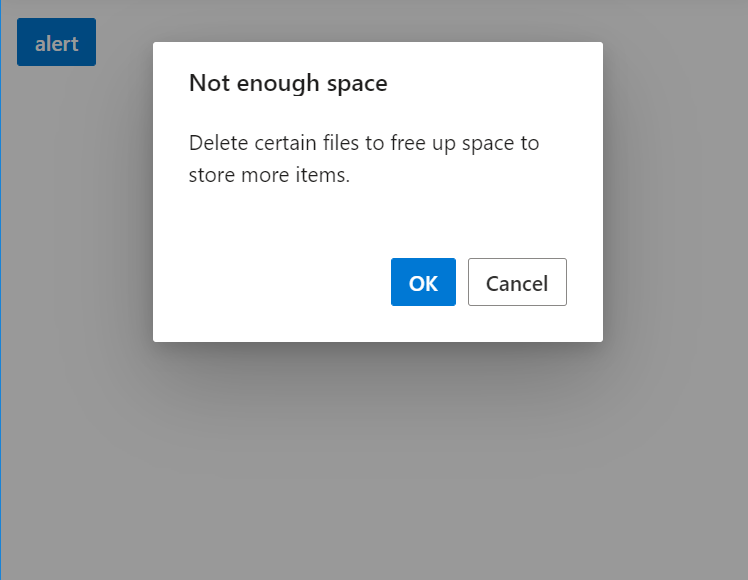 alert
Not enough space
Delete certain files to free up space to
store more items.
OK Cancel